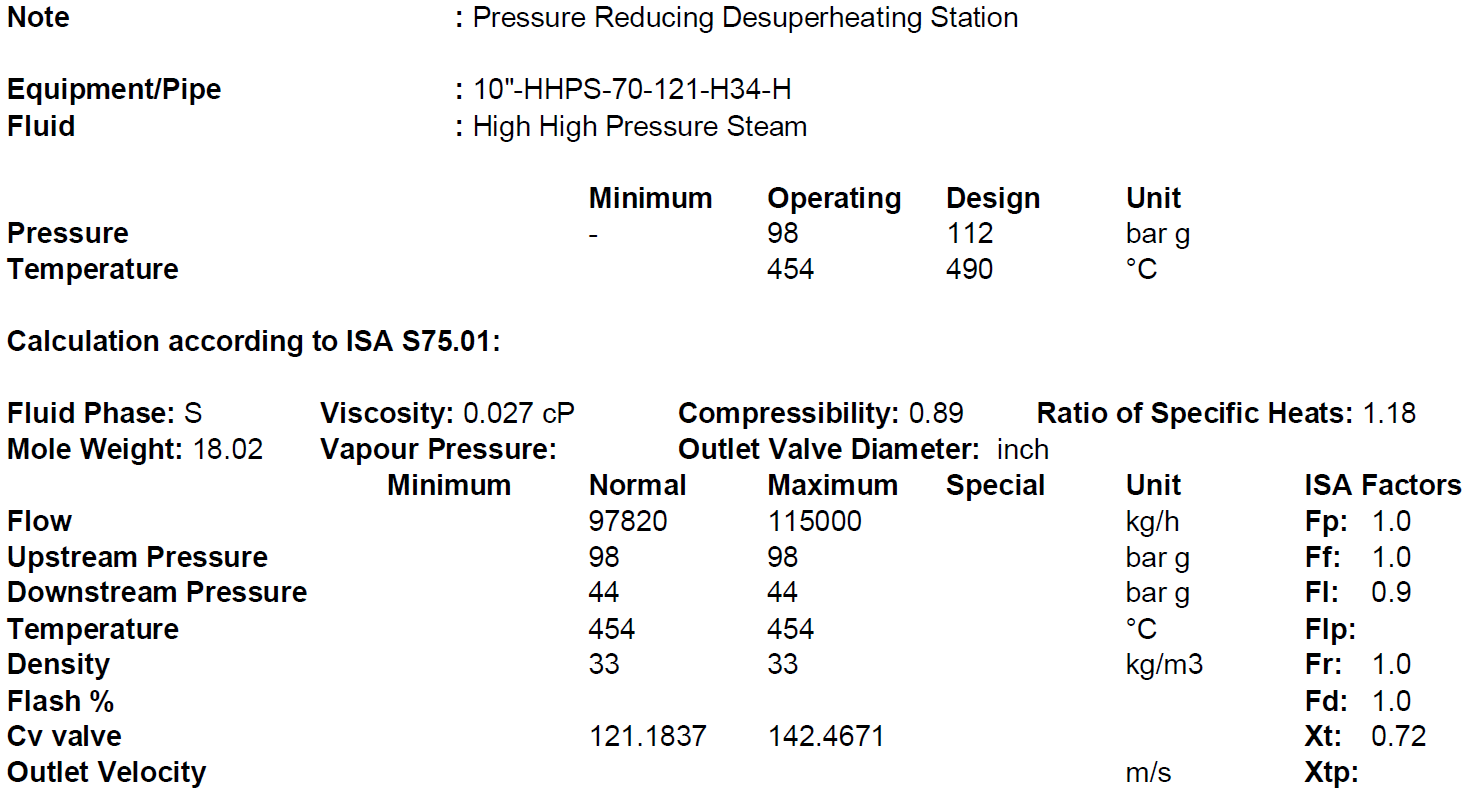 Note : Pressure Reducing Desuperheating Station
Equipment/Pipe : 10"-HHPS-70-121-H34-H
Fluid : High High Pressure Steam
Minimum Operating Design Unit
Pressure - 98 112 bar g
Temperature 454 490 °C
Calculation according to ISA S75.01:
Fluid Phase: S Viscosity: 0.027 cP Compressibility: 0.89 Ratio of Specific Heats: 1.18
Mole Weight: 18.02 Vapour Pressure: Outlet Valve Diameter: inch
Minimum Normal Maximum Special Unit ISA Factors
Flow 97820 115000 kg/h Fp: 1.0
Upstream Pressure 98 98 bar g Ff: 1.0
Downstream Pressure 44 44 bar g Fl: 0.9
Temperature 454 454 °C Flp:
Density 33 33 kg/m3 Fr: 1.0
Flash % Fd: 1.0
Cv valve 121.1837 142.4671 Xt: 0.72
Outlet Velocity m/s Xtp: